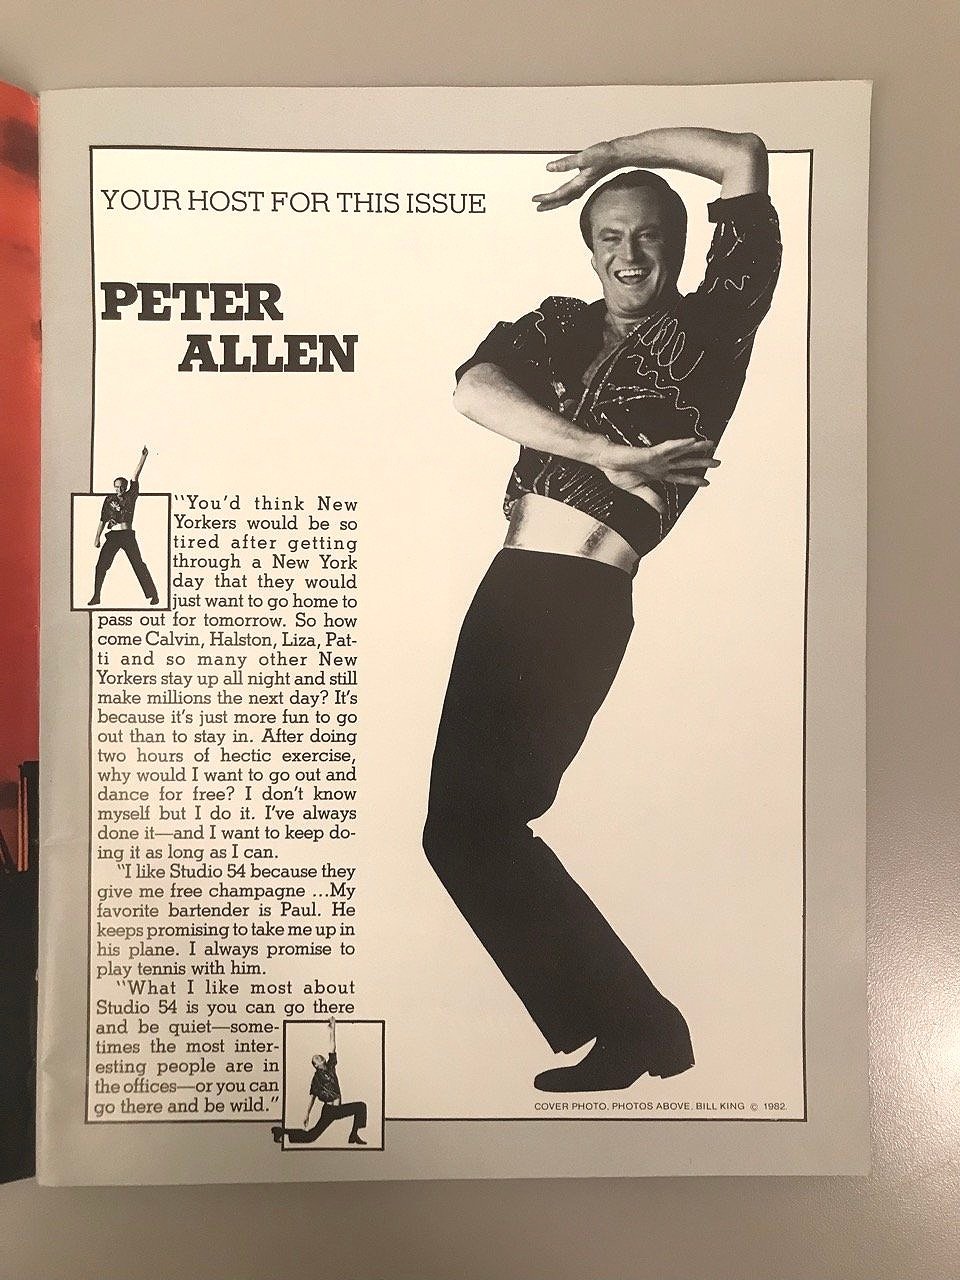 YOUR HOST FOR THIS ISSUE
PETER
ALLEN
"You'd think New
Yorkers would be so
tired after getting
through a New York
day that they would
just want to go home to
pass out for tomorrow. So how
come Calvin, Halston, Liza, Pat-
ti and so many other New
Yorkers stay up all night and still
make millions the next day? It's
because it's just more fun to go
out than to stay in. After doing
two hours of hectic exercise,
why would I want to go out and
dance for free? I don't know
myself but I do it. I've always
done it—and I want to keep do-
ing it as long as I can.
"I like Studio 54 because they
give me free champagne ...My
favorite bartender is Paul. He
keeps promising to take me up in
his plane. I always promise to
play tennis with him.
"What I like most about
Studio 54 is you can go there
and be quiet—some-
times the most inter-
esting people are in
the offices—or you can
go there and be wild."
COVER PHOTO, PHOTOS ABOVE, BILL KING © 1982.